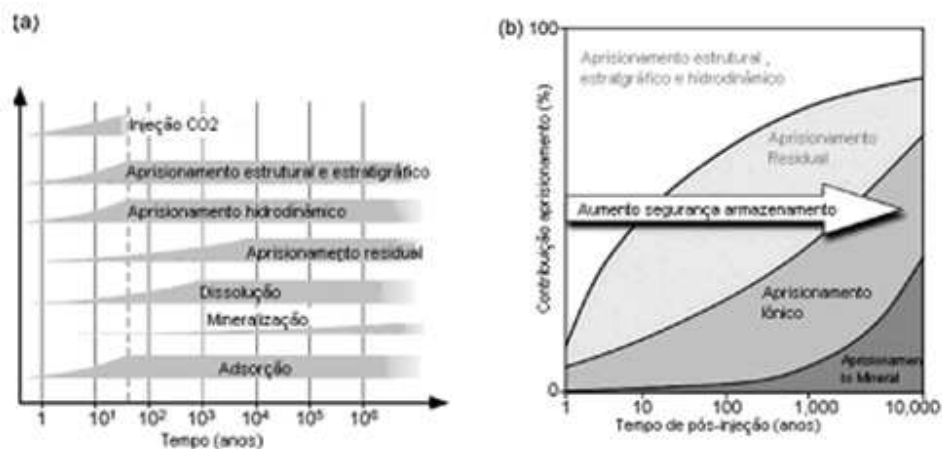 (a)
Injeção CO2
Aprisionamento estrutural e estratigráfico
Aprisionamento hidrodinâmico
Aprisionamento residual
Dissolução
Mineralização
Adsorção
1 10¹ 10² 10³ 10⁴ 10⁵ 10⁶
Tempo (anos)
(b)
100
Aprisionamento estrutural ,
estratigráfico e hidrodinâmico
Aprisionamento
Residual
Aumento segurança armazenamento
Aprisionamento
Iônico
Aprisionamen
to Mineral
Contribuição aprisionamento (%)
0
1 10 100 1,000 10,000
Tempo de pós-injeção (anos)